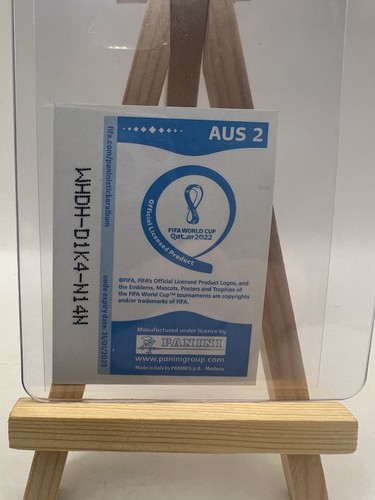 AUS 2
Official Licensed Product
FIFA WORLD CUP
Qatar2022
©FIFA, FIFA's Official Licensed Product Logos, and
the Emblems, Mascots, Posters and Trophies of
the FIFA World Cup™ tournaments are copyrights
and/or trademarks of FIFA.
Manufactured under licence by
PANINI
www.paninigroup.com
Made in Italy by PANINI S.p.A. - Modena
fifa.com/paninistickeralbum
code expiry date: 31/01/2023
WHDH-D1K4-N14N